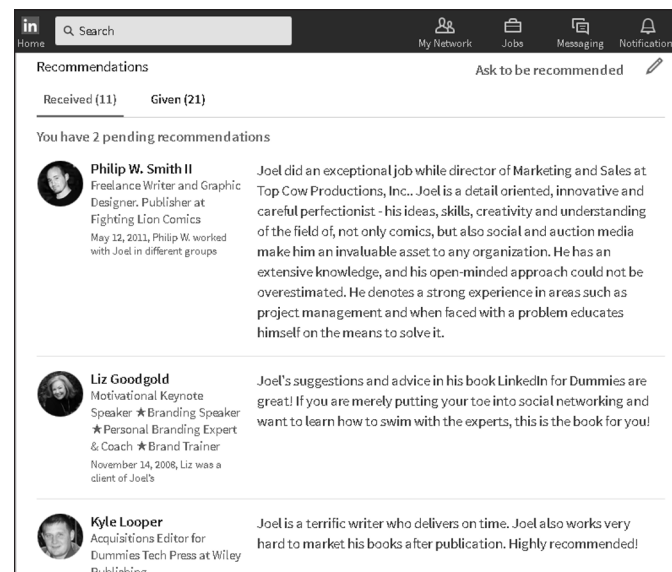 in
Search
Home
My Network
Jobs
Messaging
Notification
Recommendations
Ask to be recommended
Received (11)
Given (21)
You have 2 pending recommendations
Philip W. Smith II
Freelance Writer and Graphic
Designer. Publisher at
Fighting Lion Comics
May 12, 2011, Philip W. worked
with Joel in different groups
Joel did an exceptional job while director of Marketing and Sales at
Top Cow Productions, Inc.. Joel is a detail oriented, innovative and
careful perfectionist - his ideas, skills, creativity and understanding
of the field of, not only comics, but also social and auction media
make him an invaluable asset to any organization. He has an
extensive knowledge, and his open-minded approach could not be
overestimated. He denotes a strong experience in areas such as
project management and when faced with a problem educates
himself on the means to solve it.
Liz Goodgold
Motivational Keynote
Speaker ★Branding Speaker
★Personal Branding Expert
& Coach ★Brand Trainer
November 14, 2008, Liz was a
client of Joel's
Joel's suggestions and advice in his book LinkedIn for Dummies are
great! If you are merely putting your toe into social networking and
want to learn how to swim with the experts, this is the book for you!
Kyle Looper
Acquisitions Editor for
Dummies Tech Press at Wiley
Publishing
Joel is a terrific writer who delivers on time. Joel also works very
hard to market his books after publication. Highly recommended!